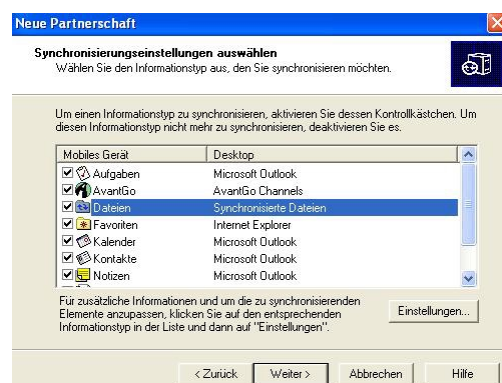 Neue Partnerschaft
Synchronisierungseinstellungen auswählen
Wählen Sie den Informationstyp aus, den Sie synchronisieren möchten.
Um einen Informationstyp zu synchronisieren, aktivieren Sie dessen Kontrollkästchen. Um
diesen Informationstyp nicht mehr zu synchronisieren, deaktivieren Sie es.
Mobiles Gerät Desktop
Aufgaben Microsoft Outlook
AvantGo AvantGo Channels
Dateien Synchronisierte Dateien
Favoriten Internet Explorer
Kalender Microsoft Outlook
Kontakte Microsoft Outlook
Notizen Microsoft Outlook
Für zusätzliche Informationen und um die zu synchronisierenden
Elemente anzupassen, klicken Sie auf den entsprechenden
Informationstyp in der Liste und dann auf "Einstellungen".
Einstellungen...
< Zurück Weiter > Abbrechen Hilfe